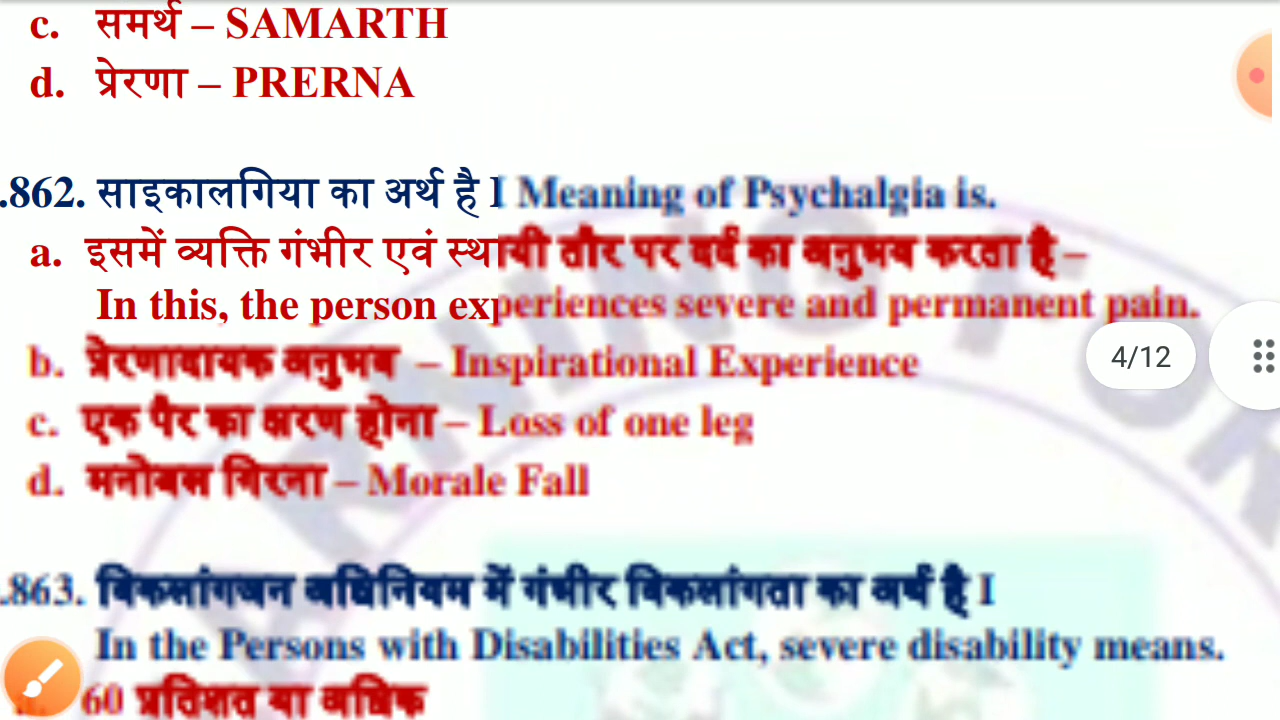 c. समर्थ – SAMARTH
d. प्रेरणा – PRERNA
.862. साइकालगिया का अर्थ है I Meaning of Psychalgia is.
a. इसमें व्यक्ति गंभीर एवं स्थायी तौर पर दर्द का अनुभव करता है –
In this, the person experiences severe and permanent pain.
b. प्रेरणादायक अनुभव – Inspirational Experience
4/12
c. एक पैर का क्षरण होना – Loss of one leg
d. मनोबल गिरना – Morale Fall
.863. विकलांगजन अधिनियम में गंभीर विकलांगता का अर्थ है I
In the Persons with Disabilities Act, severe disability means.
60 प्रतिशत या अधिक